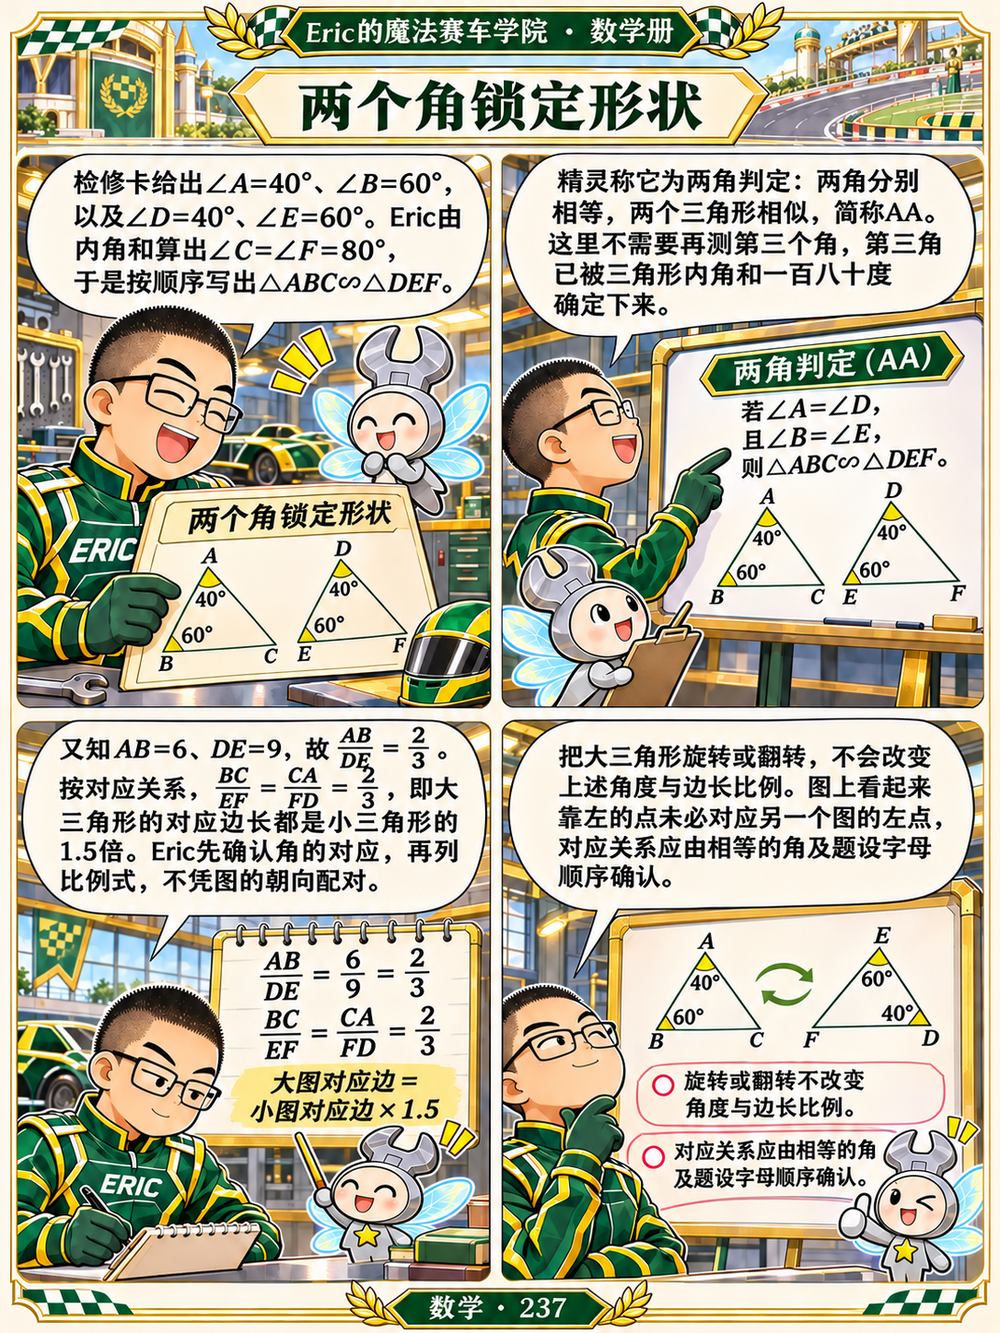 Eric的魔法赛车学院 · 数学册
两个角锁定形状
检修卡给出∠A=40°、∠B=60°，
以及∠D=40°、∠E=60°。Eric由
内角和算出∠C=∠F=80°，
于是按顺序写出△ABC∽△DEF。
ERIC
两个角锁定形状
A
40°
60°
B
C
D
40°
60°
E
F
精灵称它为两角判定：两角分别
相等，两个三角形相似，简称AA。
这里不需要再测第三个角，第三角
已被三角形内角和一百八十度
确定下来。
两角判定（AA）
若∠A=∠D，
且∠B=∠E，
则△ABC∽△DEF。
A
40°
60°
B
C
D
40°
60°
E
F
又知AB=6、DE=9，故 AB/DE = 2/3 。
按对应关系，BC/EF = CA/FD = 2/3 ，即大
三角形的对应边长都是小三角形的
1.5倍。Eric先确认角的对应，再列
比例式，不凭图的朝向配对。
AB/DE = 6/9 = 2/3
BC/EF = CA/FD = 2/3
大图对应边=
小图对应边×1.5
ERIC
把大三角形旋转或翻转，不会改变
上述角度与边长比例。图上看起来
靠左的点未必对应另一个图的左点，
对应关系应由相等的角及题设字母
顺序确认。
A
40°
60°
B
C
E
60°
40°
F
D
旋转或翻转不改变
角度与边长比例。
对应关系应由相等的角
及题设字母顺序确认。
数学 · 237